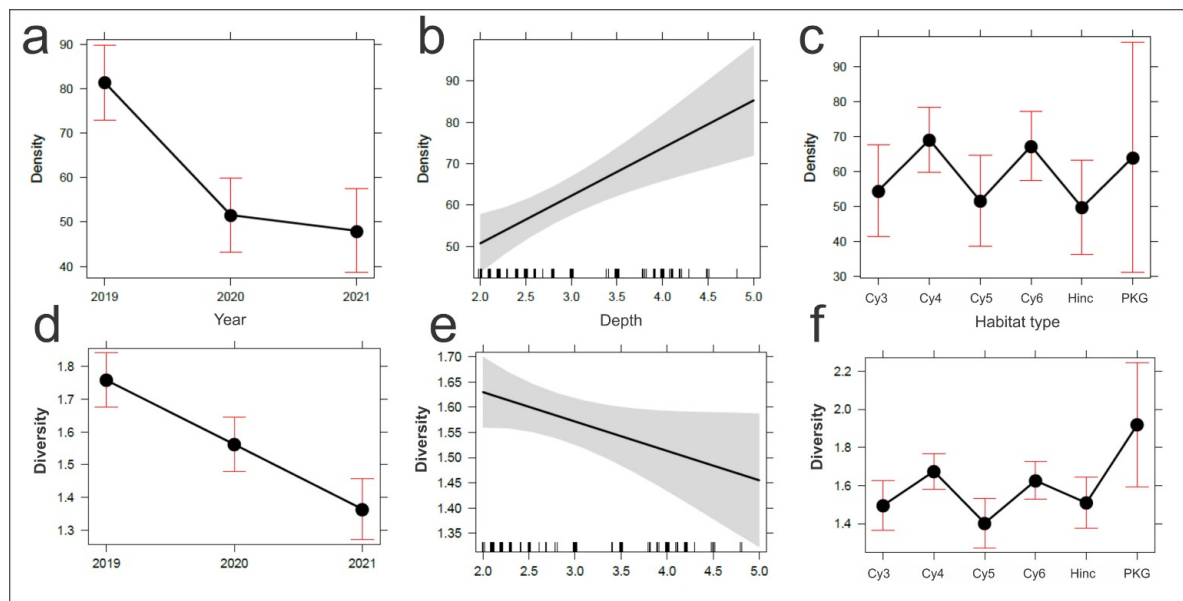 a
90
80
70
60
50
40
Density
2019
2020
2021
Year
b
90
80
70
60
50
Density
2.0
2.5
3.0
3.5
4.0
4.5
5.0
Depth
c
90
80
70
60
50
40
30
Density
Cy3
Cy4
Cy5
Cy6
Hinc
PKG
Habitat type
d
1.8
1.7
1.6
1.5
1.4
1.3
Diversity
2019
2020
2021
e
1.70
1.65
1.60
1.55
1.50
1.45
1.40
1.35
Diversity
2.0
2.5
3.0
3.5
4.0
4.5
5.0
f
2.2
2.0
1.8
1.6
1.4
Diversity
Cy3
Cy4
Cy5
Cy6
Hinc
PKG